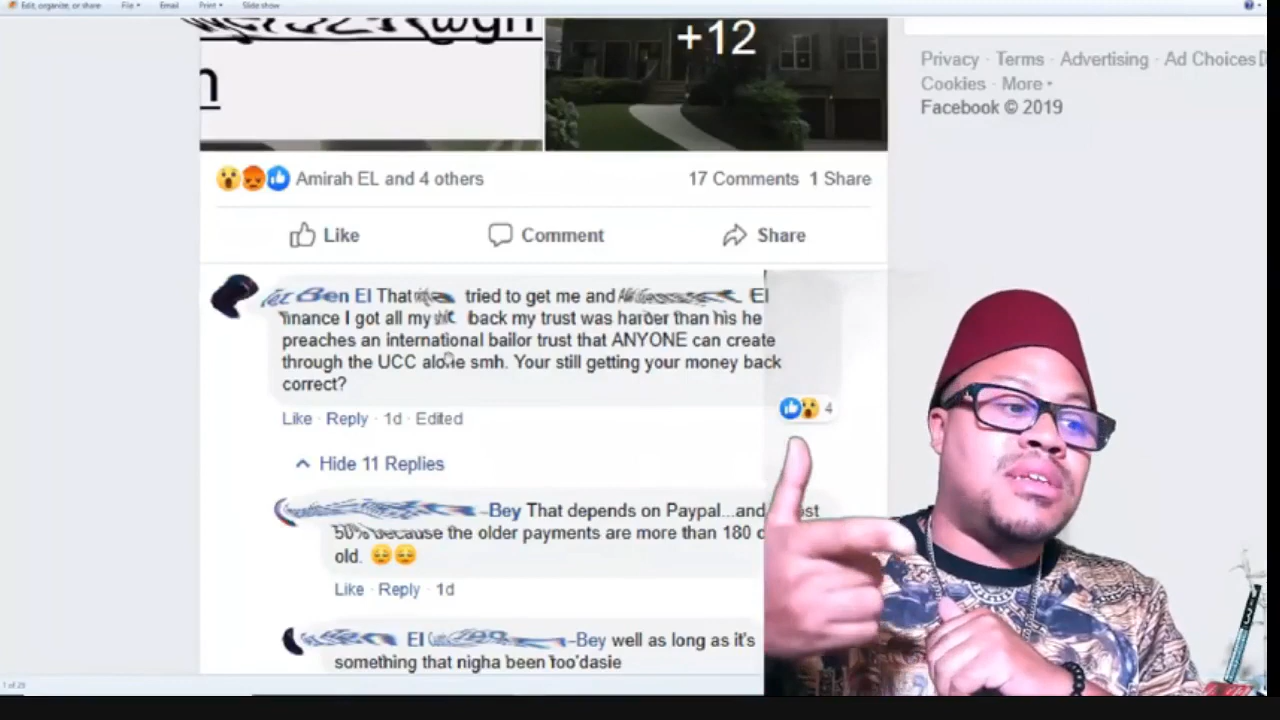 Edit, organize, or share File Email Print Slide show
+12
Privacy · Terms · Advertising · Ad Choices
Cookies · More
Facebook © 2019
Amirah EL and 4 others 17 Comments 1 Share
Like Comment Share
Ben El That tried to get me and El
finance I got all my back my trust was harder than his he
preaches an international bailor trust that ANYONE can create
through the UCC alone smh. Your still getting your money back
correct?
4
Like · Reply · 1d · Edited
Hide 11 Replies
-Bey That depends on Paypal...and
50% because the older payments are more than 180
old.
Like · Reply · 1d
El -Bey well as long as it's
something that nigha been too'dasie
1 of 28